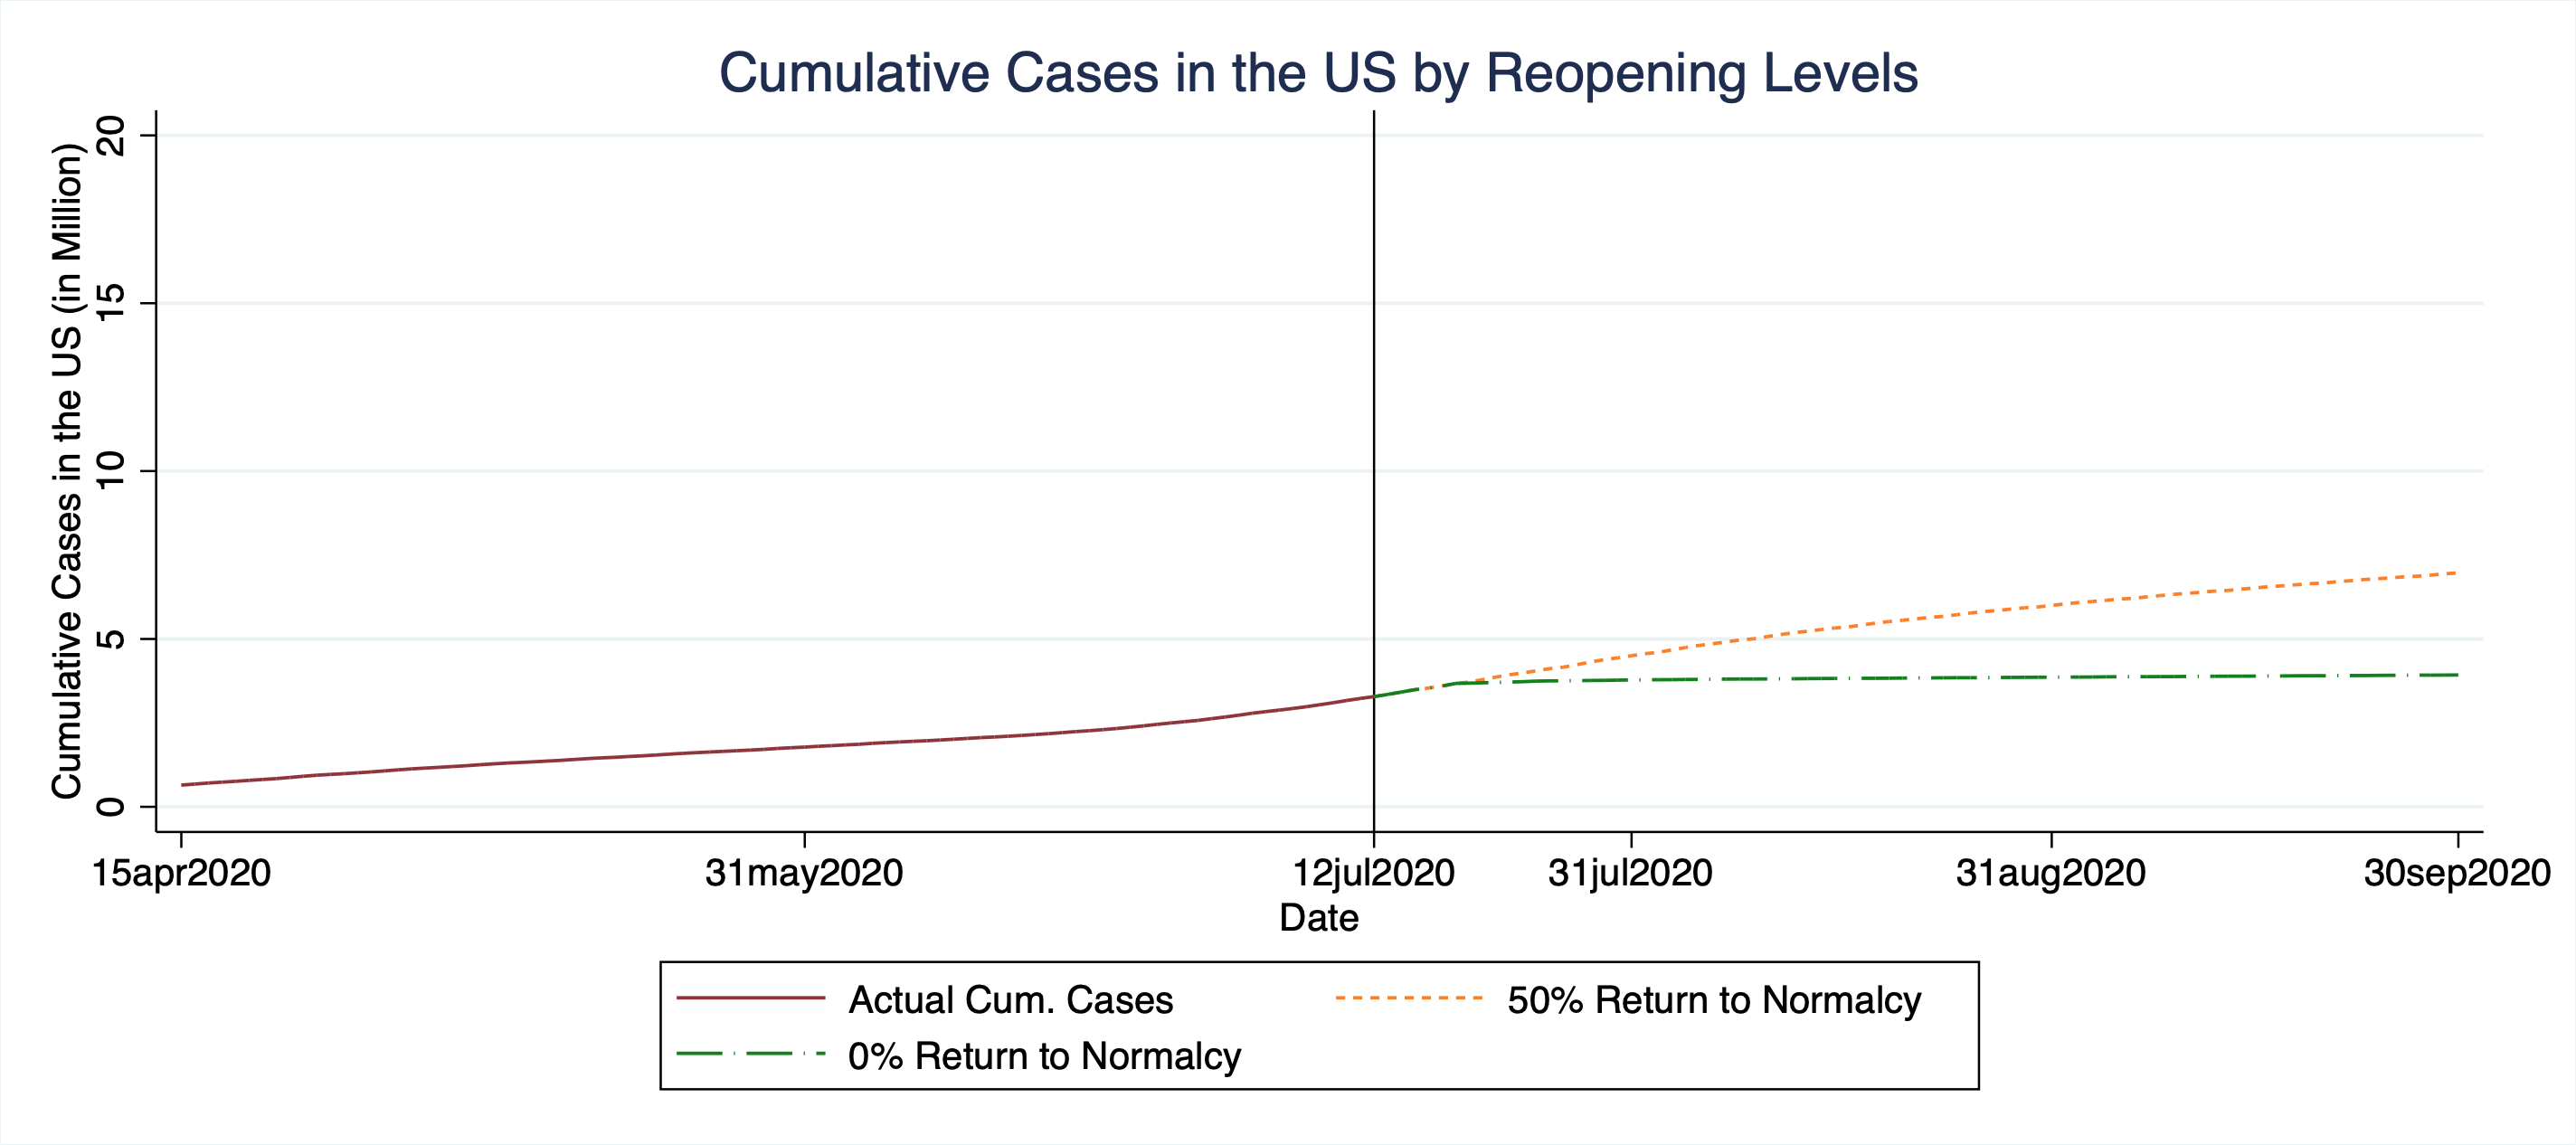 Cumulative Cases in the US by Reopening Levels
Cumulative Cases in the US (in Million)
20
15
10
5
0
15apr2020 31may2020 12jul2020 31jul2020 31aug2020 30sep2020
Date
Actual Cum. Cases 50% Return to Normalcy
0% Return to Normalcy